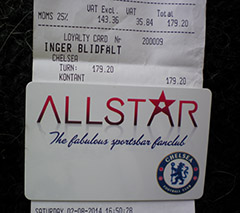 VAT Excl. VAT Total
MOMS 25% 143.36 35.84 179.20
LOYALTY CARD Nr 200009
INGER BLIDFALT
CHELSEA
TURN: 179.20
KONTANT 179.20
ALLSTAR
The fabulous sportsbar fanclub
CHELSEA
FOOTBALL CLUB
SATURDAY 02-08-2014 16:50:28